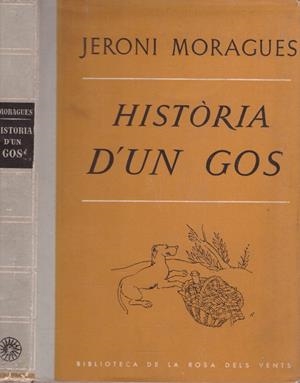 MORAGUES
HISTORIA
D'UN
GOS
JERONI MORAGUES
HISTÒRIA
D'UN GOS
BIBLIOTECA DE LA ROSA DELS VENTS